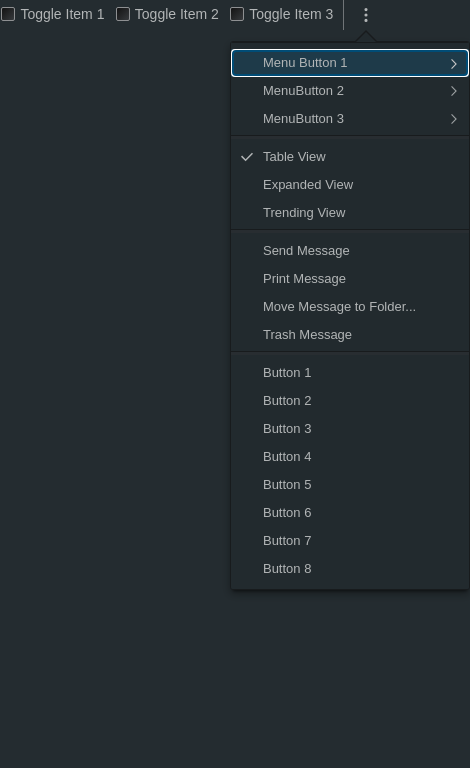 Toggle Item 1 Toggle Item 2 Toggle Item 3
Menu Button 1
MenuButton 2
MenuButton 3
Table View
Expanded View
Trending View
Send Message
Print Message
Move Message to Folder...
Trash Message
Button 1
Button 2
Button 3
Button 4
Button 5
Button 6
Button 7
Button 8